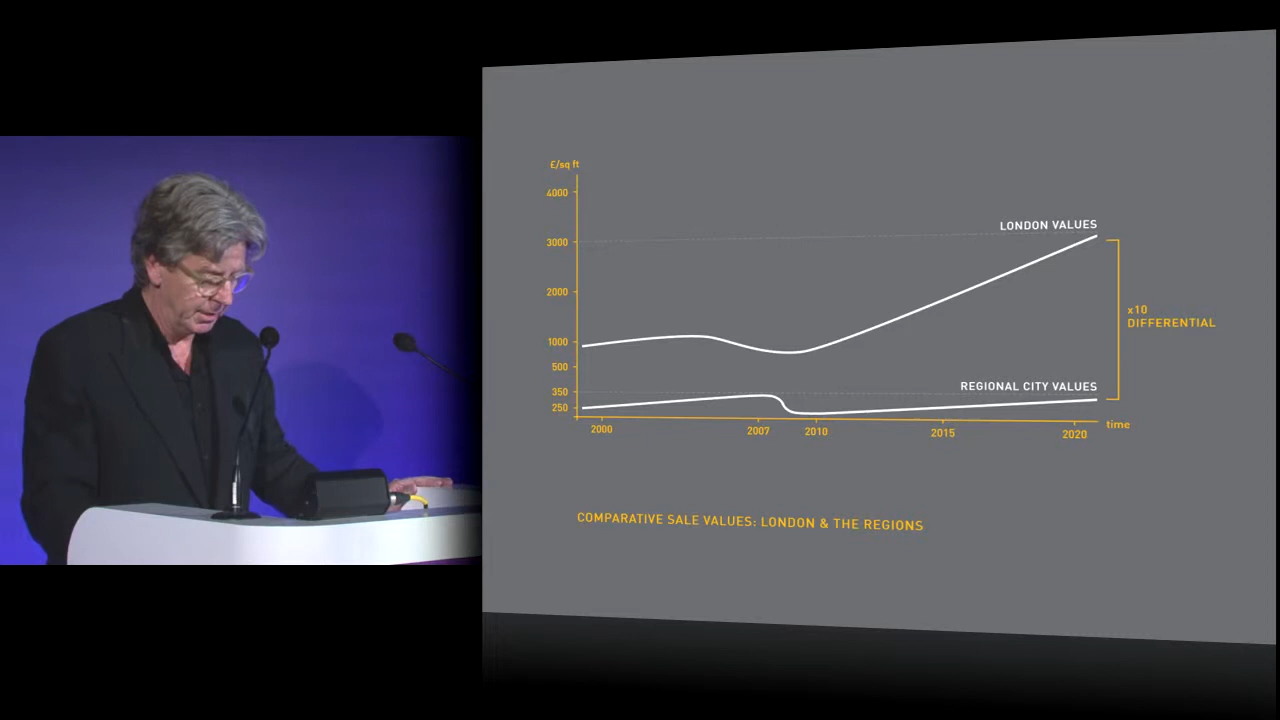 £/sq ft
4000
3000
2000
1000
500
350
250
LONDON VALUES
x10
DIFFERENTIAL
REGIONAL CITY VALUES
2000
2007
2010
2015
2020
time
COMPARATIVE SALE VALUES: LONDON & THE REGIONS